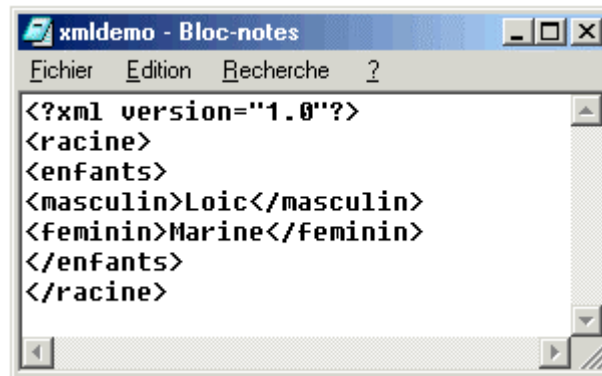 xmldemo - Bloc-notes
Fichier Edition Recherche ?
<?xml version="1.0"?>
<racine>
<enfants>
<masculin>Loic</masculin>
<feminin>Marine</feminin>
</enfants>
</racine>